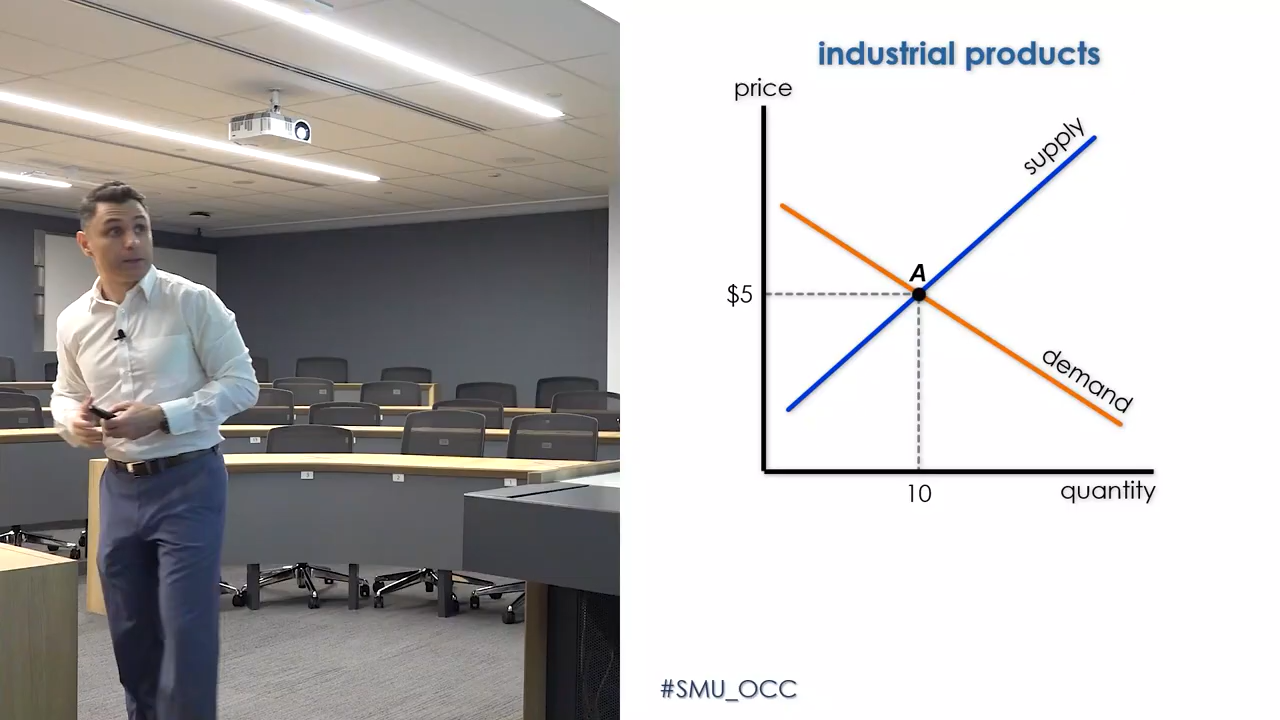 industrial products
price
supply
A
$5
demand
10
quantity
#SMU_OCC